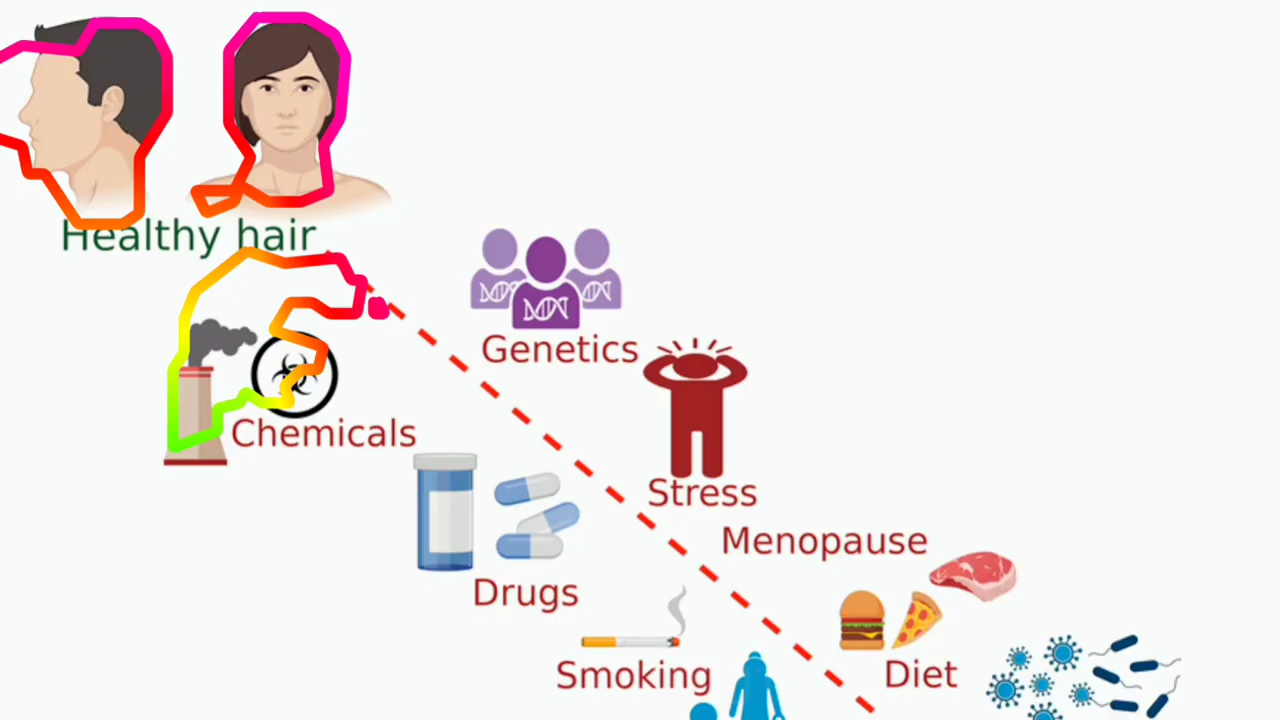 Healthy hair
Genetics
Chemicals
Stress
Menopause
Drugs
Smoking
Diet